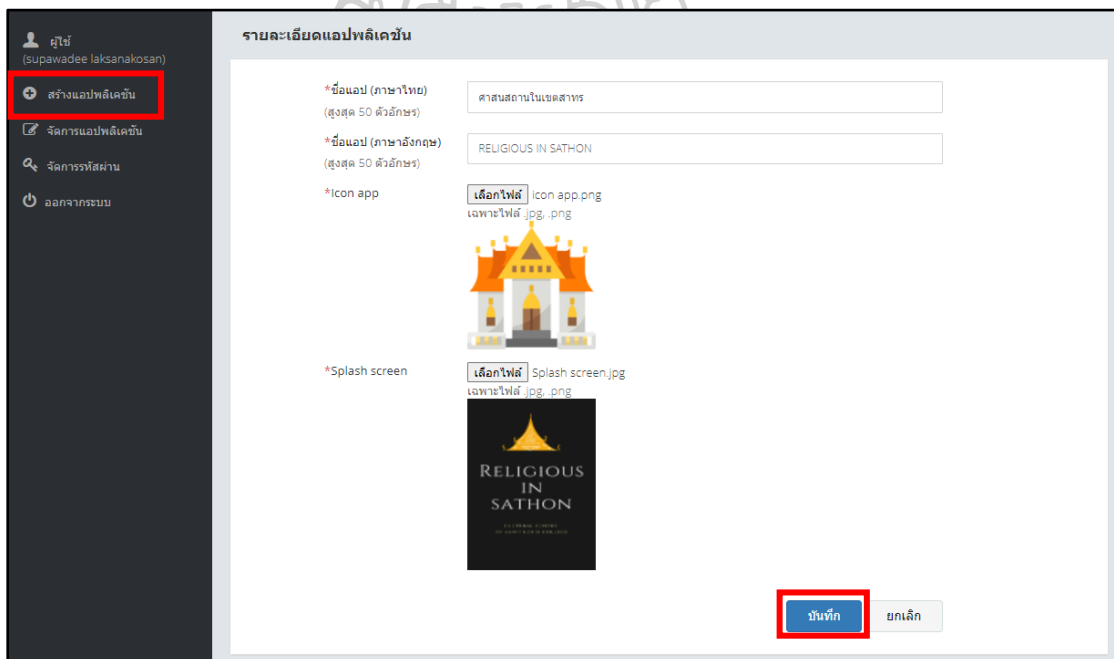 ผู้ใช้
(supawadee laksanakosan)
สร้างแอปพลิเคชัน
จัดการแอปพลิเคชัน
จัดการรหัสผ่าน
ออกจากระบบ
รายละเอียดแอปพลิเคชัน
*ชื่อแอป (ภาษาไทย)
(สูงสุด 50 ตัวอักษร)
ศาสนสถานในเขตสาทร
*ชื่อแอป (ภาษาอังกฤษ)
(สูงสุด 50 ตัวอักษร)
RELIGIOUS IN SATHON
*Icon app
เลือกไฟล์ icon app.png
เฉพาะไฟล์ .jpg, .png
*Splash screen
เลือกไฟล์ Splash screen.jpg
เฉพาะไฟล์ .jpg, .png
RELIGIOUS
IN
SATHON
บันทึก
ยกเลิก